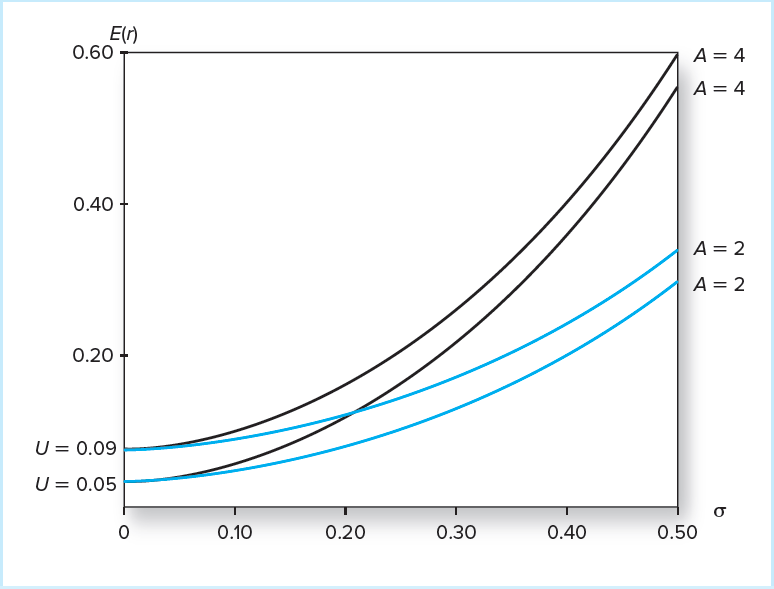 E(r)
0.60
A = 4
A = 4
0.40
A = 2
A = 2
0.20
U = 0.09
U = 0.05
σ
0 0.10 0.20 0.30 0.40 0.50